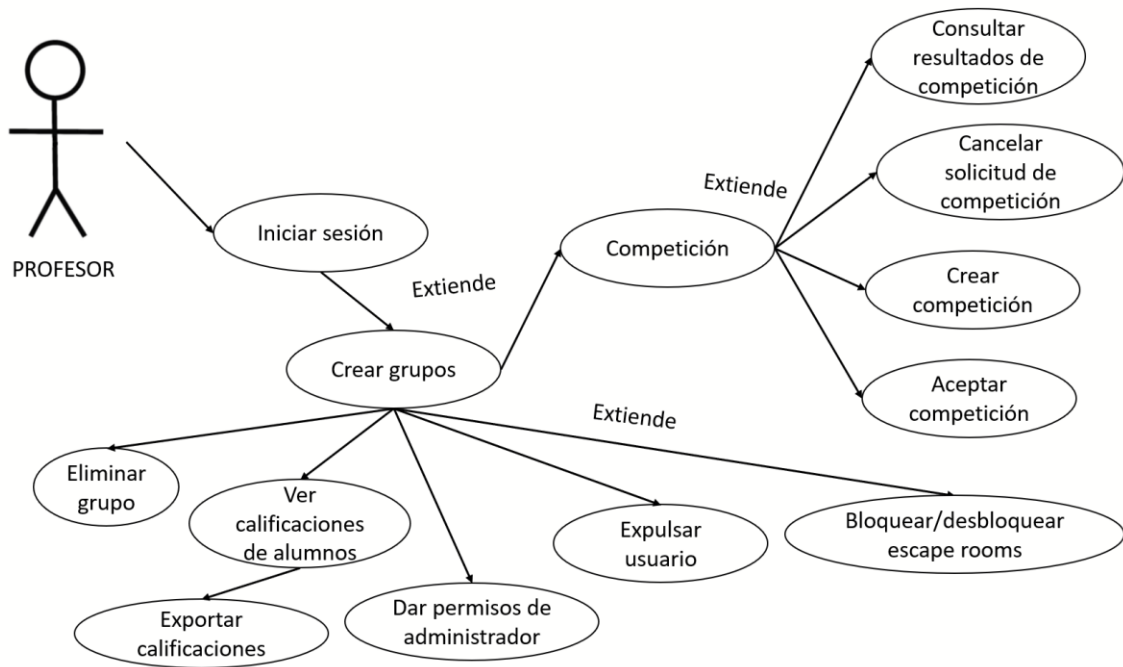 Consultar
resultados de
competición
Cancelar
solicitud de
competición
Extiende
Iniciar sesión
Competición
PROFESOR
Extiende
Crear
competición
Crear grupos
Aceptar
competición
Extiende
Eliminar
grupo
Ver
calificaciones
de alumnos
Expulsar
usuario
Bloquear/desbloquear
escape rooms
Exportar
calificaciones
Dar permisos de
administrador